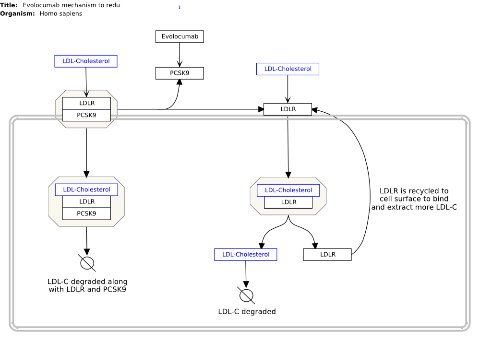 Title: Evolocumab mechanism to redu
Organism: Homo sapiens
Evolocumab
LDL-Cholesterol
PCSK9
LDL-Cholesterol
LDLR
PCSK9
LDLR
LDL-Cholesterol
LDLR
PCSK9
LDL-Cholesterol
LDLR
LDLR is recycled to
cell surface to bind
and extract more LDL-C
LDL-Cholesterol
LDLR
LDL-C degraded along
with LDLR and PCSK9
LDL-C degraded